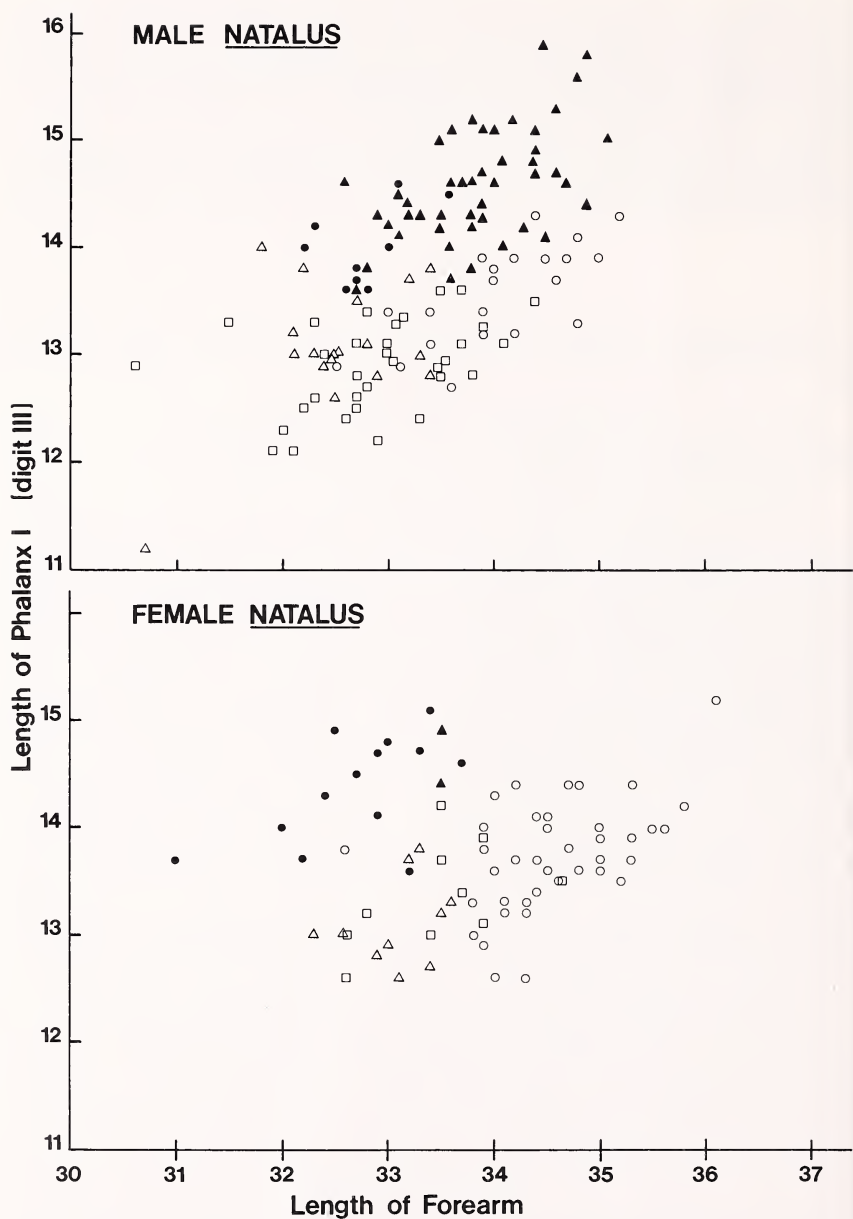 MALE NATALUS
16
15
14
13
12
11
Length of Phalanx I [digit III]
FEMALE NATALUS
15
14
13
12
11
30 31 32 33 34 35 36 37
Length of Forearm